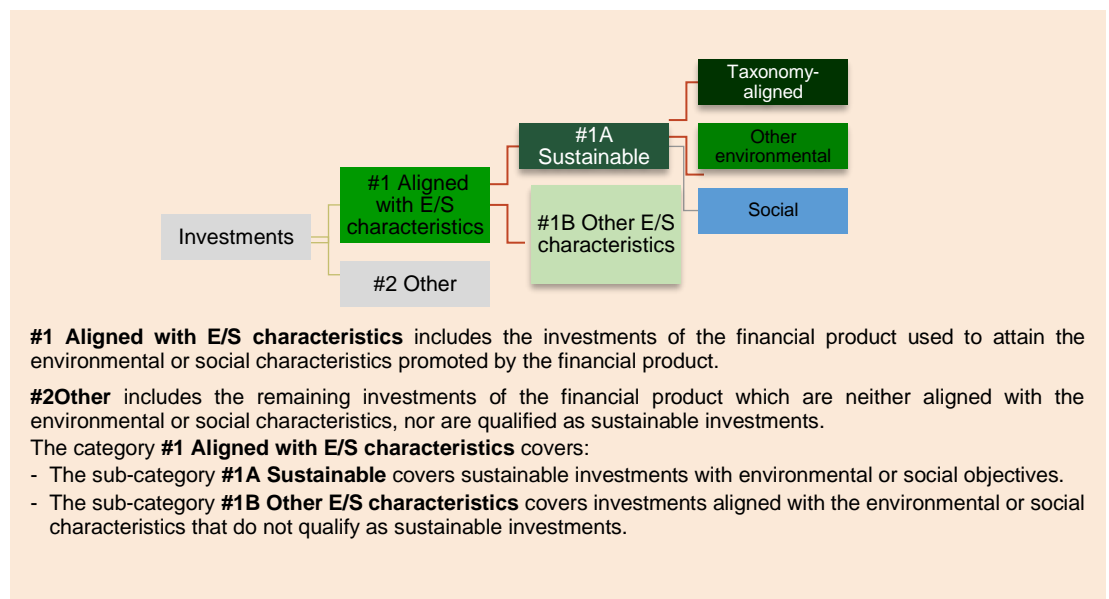 Taxonomy-
aligned
#1A
Sustainable
Other
environmental
#1 Aligned
with E/S
characteristics
#1B Other E/S
characteristics
Social
Investments
#2 Other
#1 Aligned with E/S characteristics includes the investments of the financial product used to attain the
environmental or social characteristics promoted by the financial product.
#2Other includes the remaining investments of the financial product which are neither aligned with the
environmental or social characteristics, nor are qualified as sustainable investments.
The category #1 Aligned with E/S characteristics covers:
- The sub-category #1A Sustainable covers sustainable investments with environmental or social objectives.
- The sub-category #1B Other E/S characteristics covers investments aligned with the environmental or social
characteristics that do not qualify as sustainable investments.